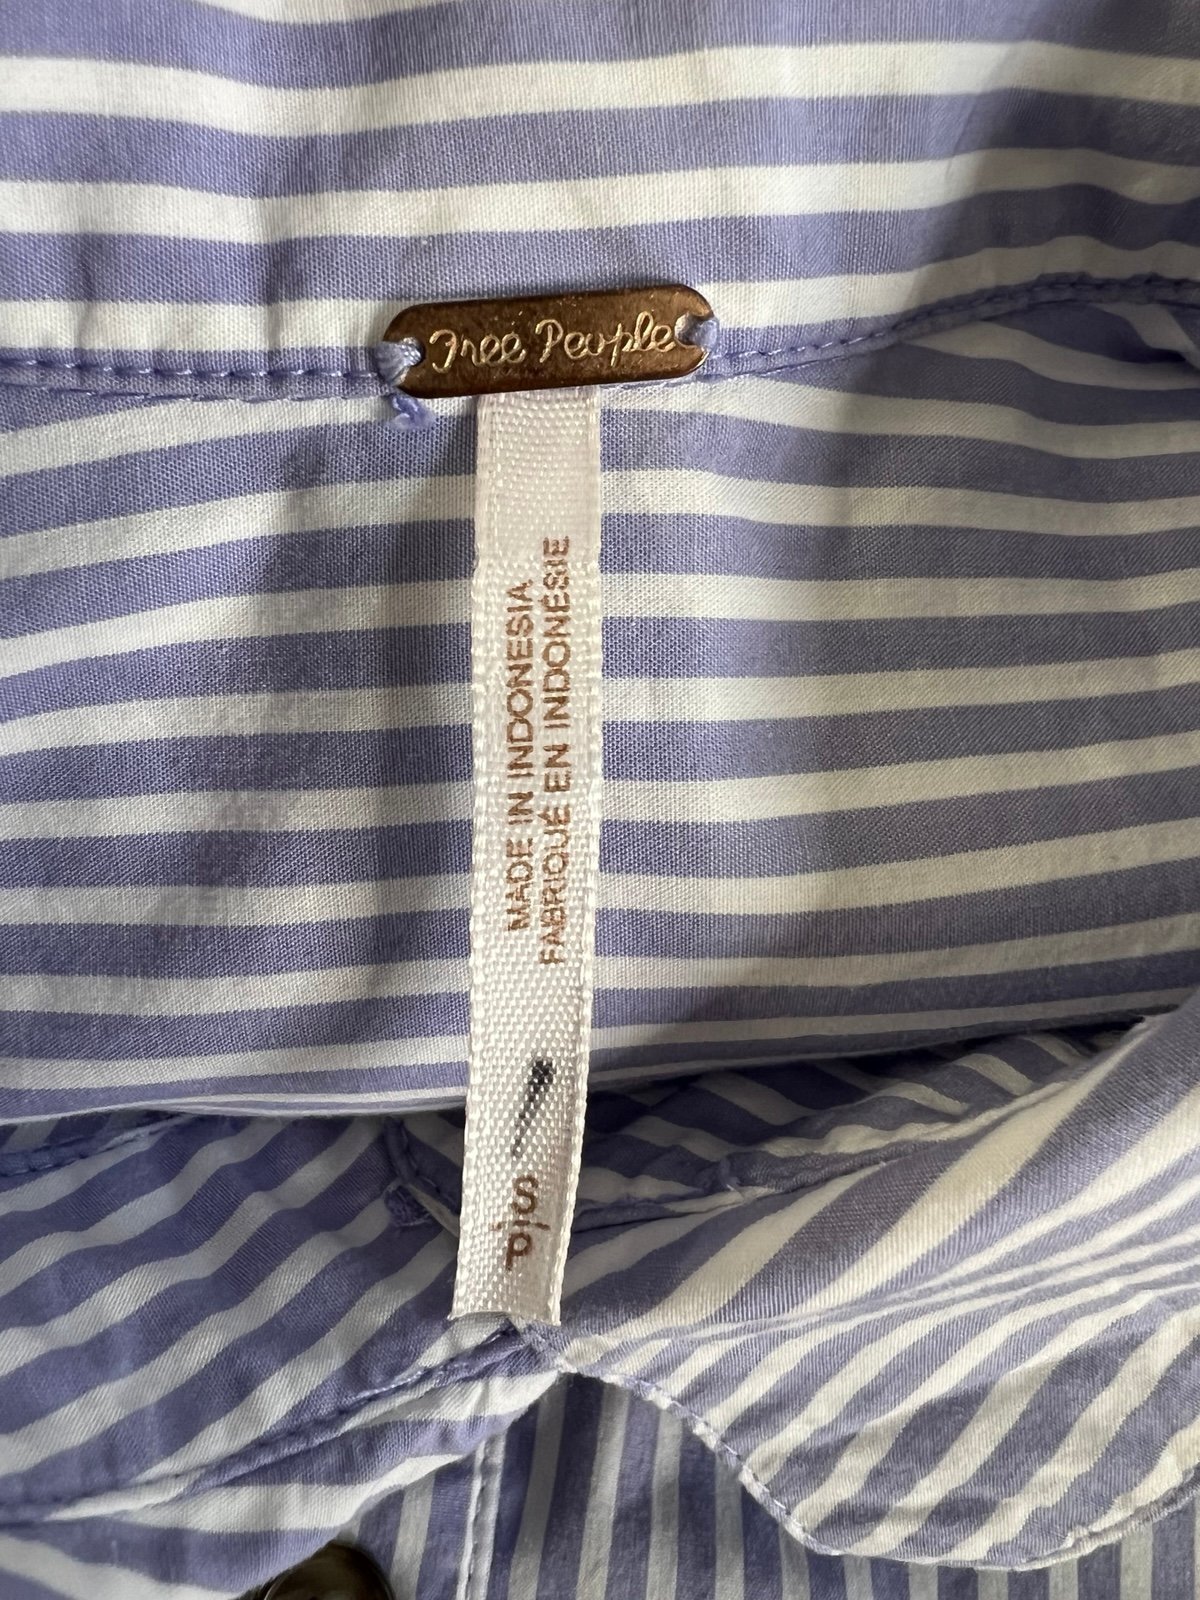 Free People
MADE IN INDONESIA
FABRIQUÉ EN INDONÉSIE
P|S